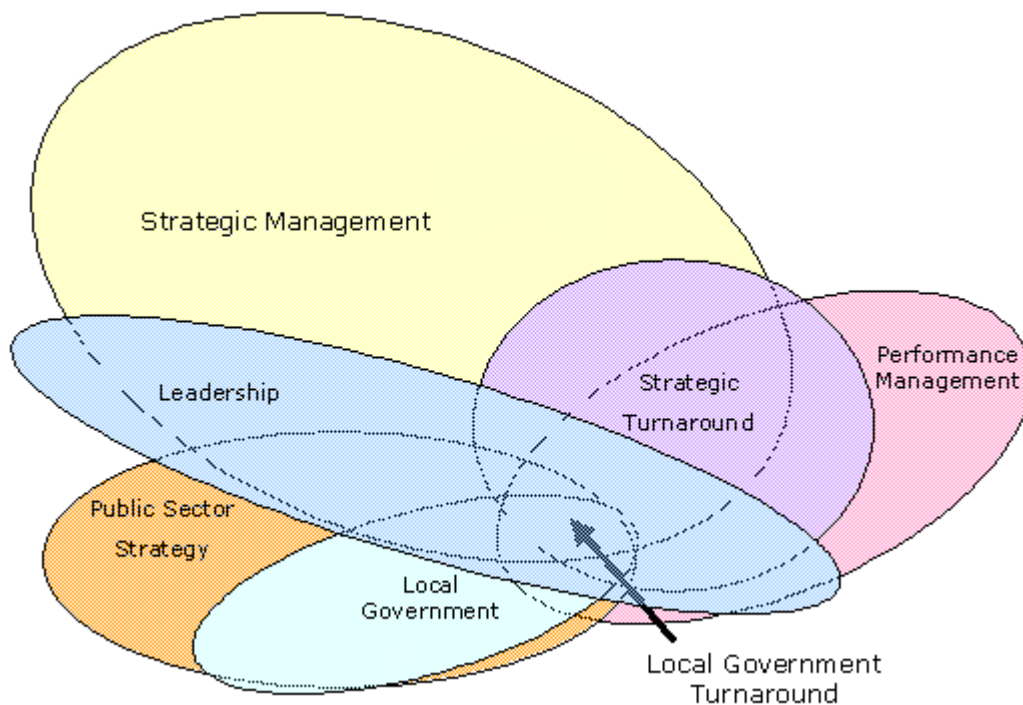 Strategic Management
Performance
Management
Strategic
Turnaround
Leadership
Public Sector
Strategy
Local
Government
Local Government
Turnaround